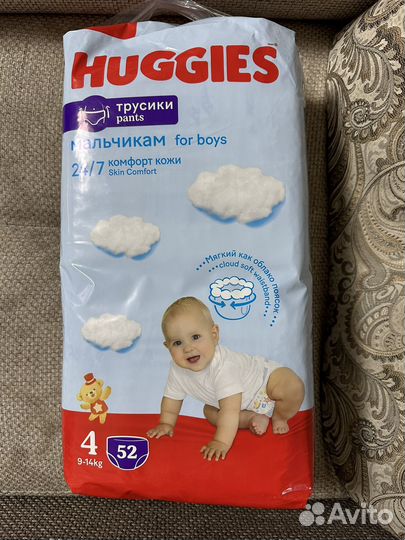 HUGGIES
трусики
pants
мальчикам for boys
24/7 комфорт кожи
Skin Comfort
Мягкий как облако поясок
cloud soft waistband
4
9-14kg
52
Avito